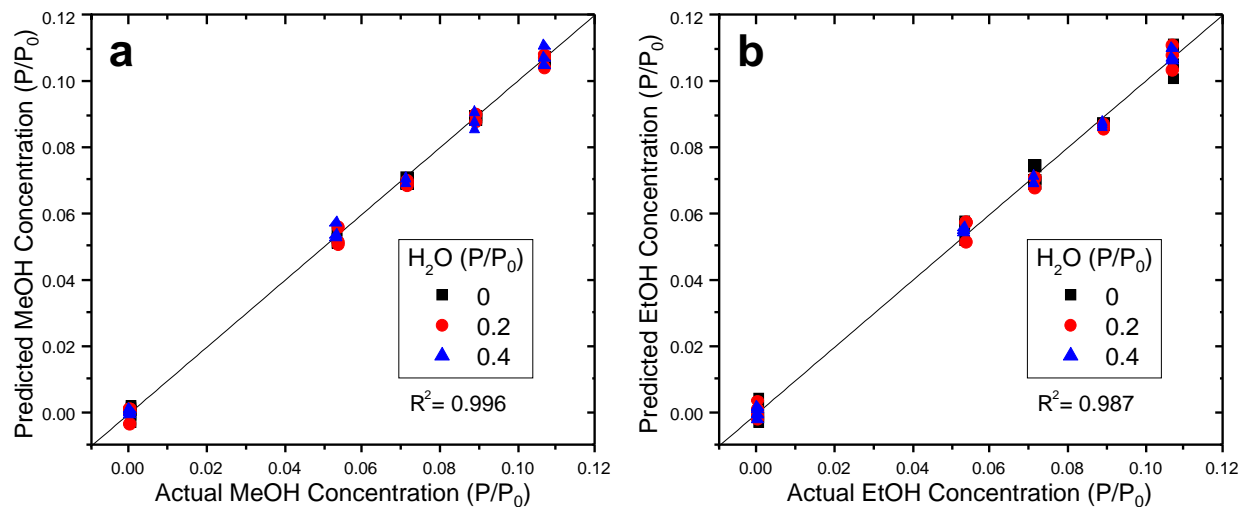 a
Predicted MeOH Concentration (P/P₀)
0.12
0.10
0.08
0.06
0.04
0.02
0.00
H₂O (P/P₀)
0
0.2
0.4
R²= 0.996
0.00 0.02 0.04 0.06 0.08 0.10 0.12
Actual MeOH Concentration (P/P₀)
b
Predicted EtOH Concentration (P/P₀)
0.12
0.10
0.08
0.06
0.04
0.02
0.00
H₂O (P/P₀)
0
0.2
0.4
R²= 0.987
0.00 0.02 0.04 0.06 0.08 0.10 0.12
Actual EtOH Concentration (P/P₀)